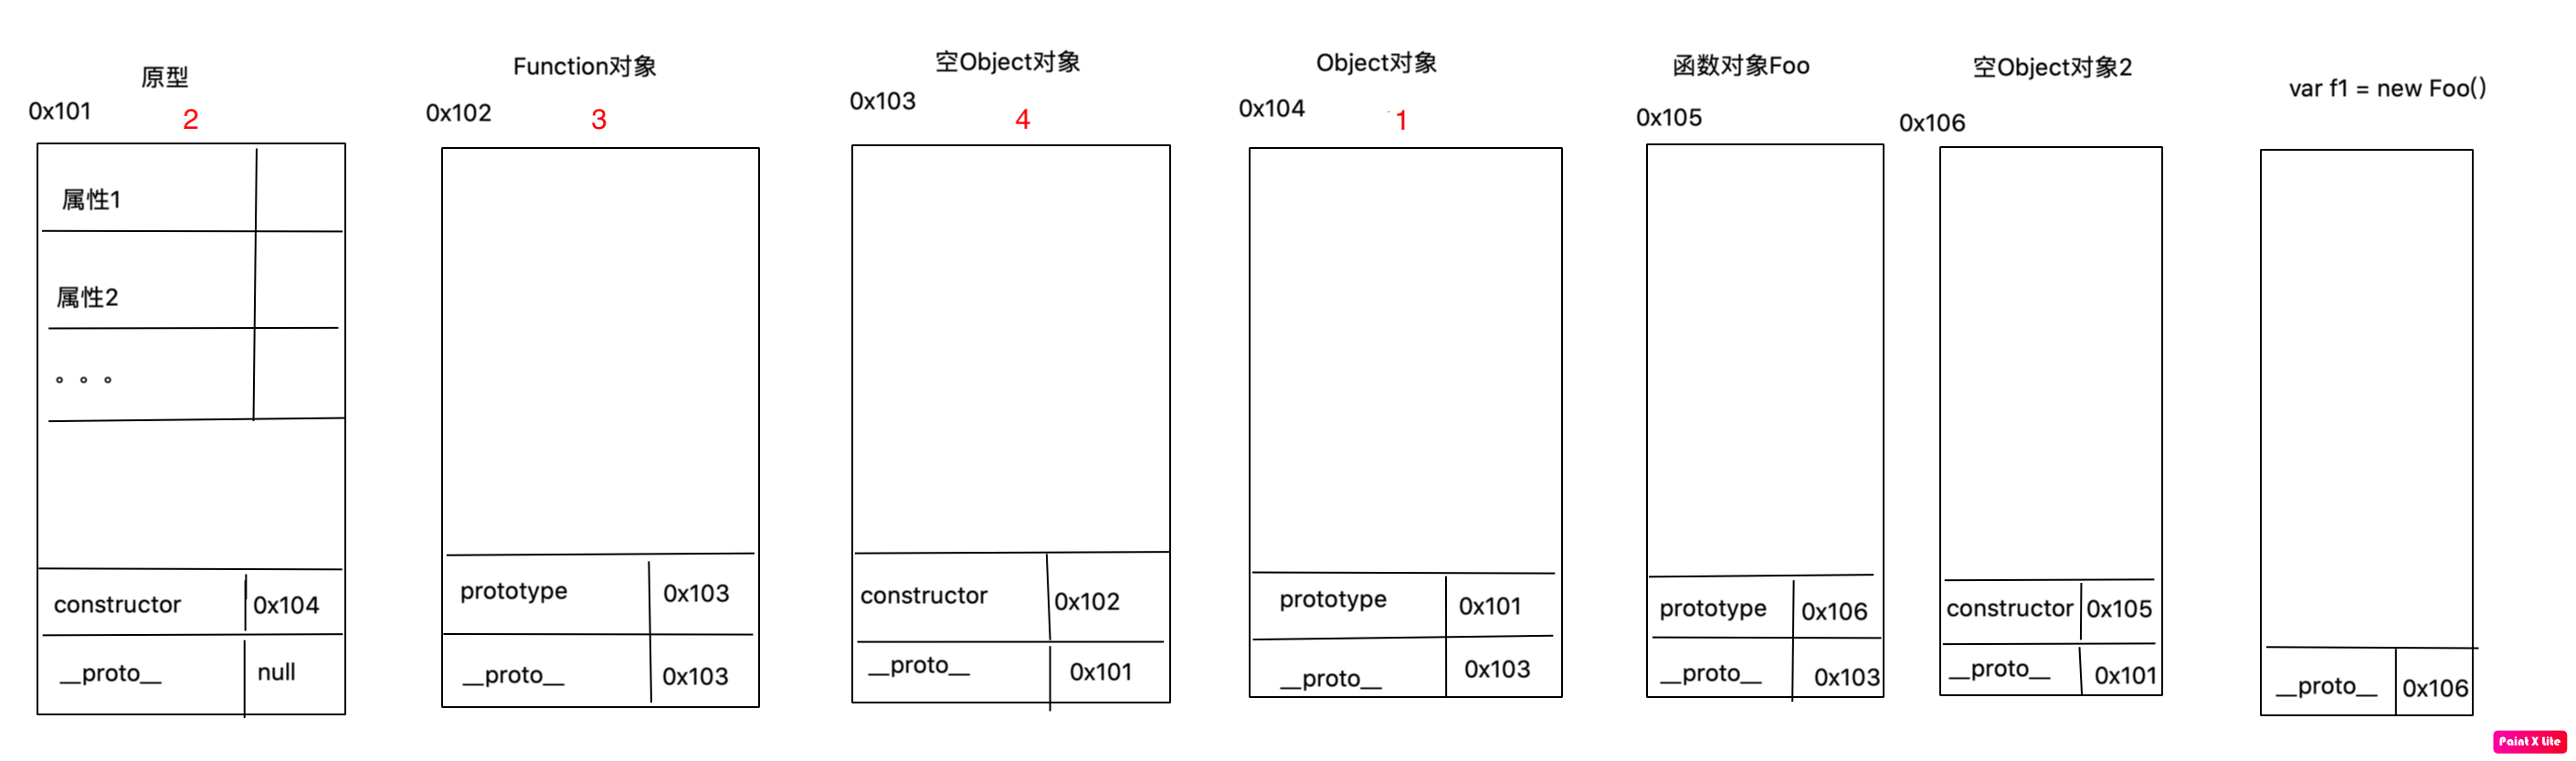 原型
0x101
2
属性1
属性2
。。。
constructor 0x104
__proto__ null
Function对象
0x102
3
prototype 0x103
__proto__ 0x103
空Object对象
0x103
4
constructor 0x102
__proto__ 0x101
Object对象
0x104
1
prototype 0x101
__proto__ 0x103
函数对象Foo
0x105
prototype 0x106
__proto__ 0x103
空Object对象2
0x106
constructor 0x105
__proto__ 0x101
var f1 = new Foo()
__proto__ 0x106
Paint X Lite